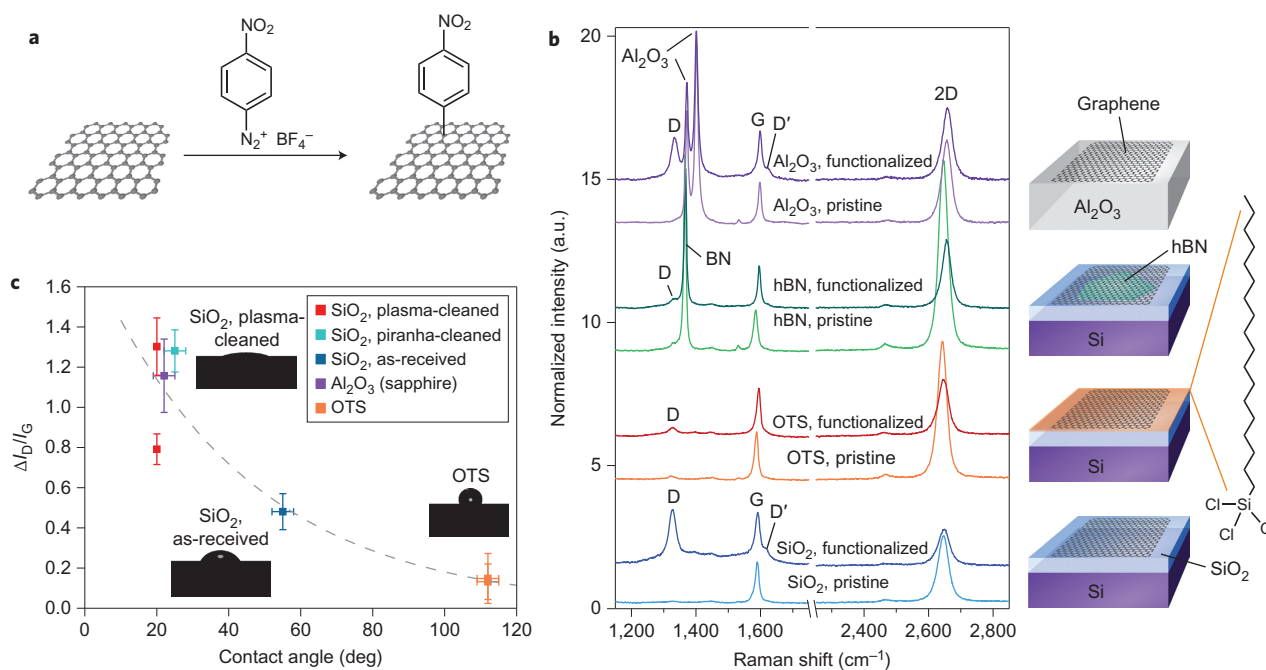 a
NO₂
N₂⁺ BF₄⁻
NO₂
b
Normalized intensity (a.u.)
20
15
10
5
0
Al₂O₃
D
G
D′
2D
Al₂O₃, functionalized
Al₂O₃, pristine
BN
D
hBN, functionalized
hBN, pristine
D
OTS, functionalized
OTS, pristine
D
G
D′
SiO₂, functionalized
SiO₂, pristine
1,200
1,400
1,600
2,400
2,600
2,800
Raman shift (cm⁻¹)
Graphene
Al₂O₃
hBN
Si
Si
Si
Cl
Cl
SiO₂
Si
c
ΔI_D/I_G
1.6
1.4
1.2
1.0
0.8
0.6
0.4
0.2
0.0
SiO₂, plasma-
cleaned
SiO₂, plasma-cleaned
SiO₂, piranha-cleaned
SiO₂, as-received
Al₂O₃ (sapphire)
OTS
SiO₂,
as-received
OTS
0
20
40
60
80
100
120
Contact angle (deg)